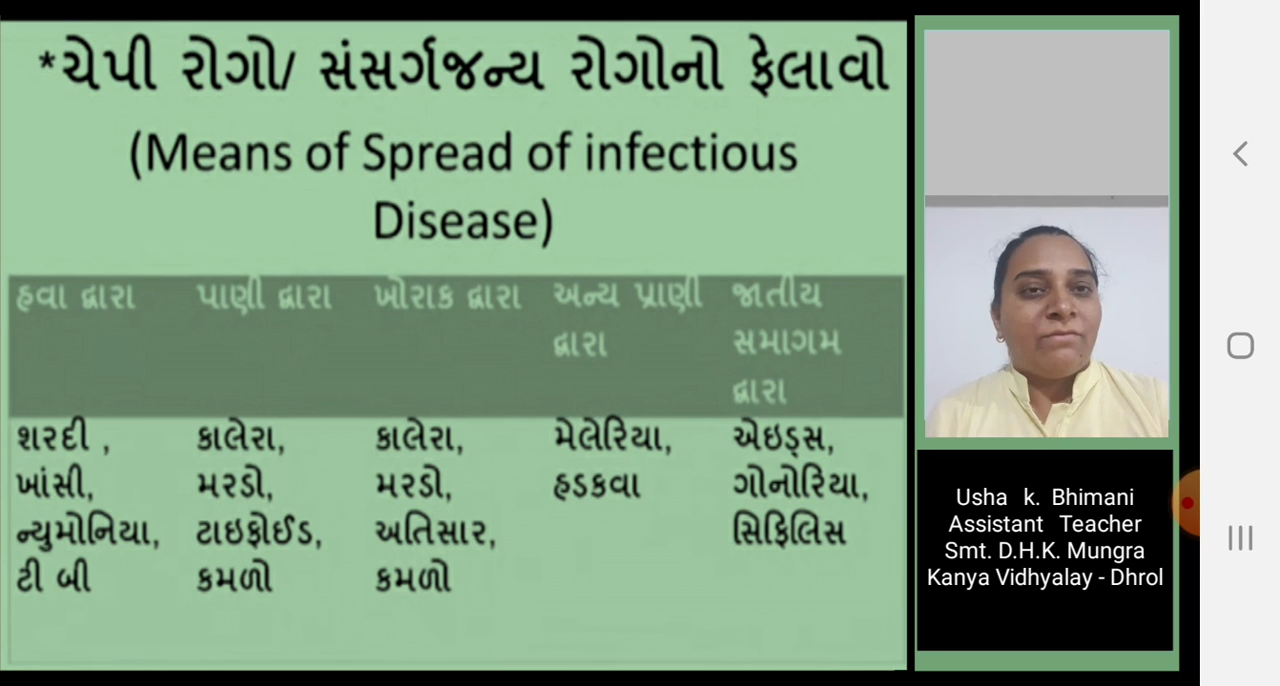 *ચેપી રોગો/ સંસર્ગજન્ય રોગોનો ફેલાવો
(Means of Spread of infectious
Disease)
હવા દ્વારા
પાણી દ્વારા
ખોરાક દ્વારા
અન્ય પ્રાણી
દ્વારા
જાતીય
સમાગમ
દ્વારા
શરદી ,
ખાંસી,
ન્યુમોનિયા,
ટી બી
કાલેરા,
મરડો,
ટાઇફોઈડ,
કમળો
કાલેરા,
મરડો,
અતિસાર,
કમળો
મેલેરિયા,
હડકવા
એઇડ્સ,
ગોનોરિયા,
સિફિલિસ
Usha k. Bhimani
Assistant Teacher
Smt. D.H.K. Mungra
Kanya Vidhyalay - Dhrol